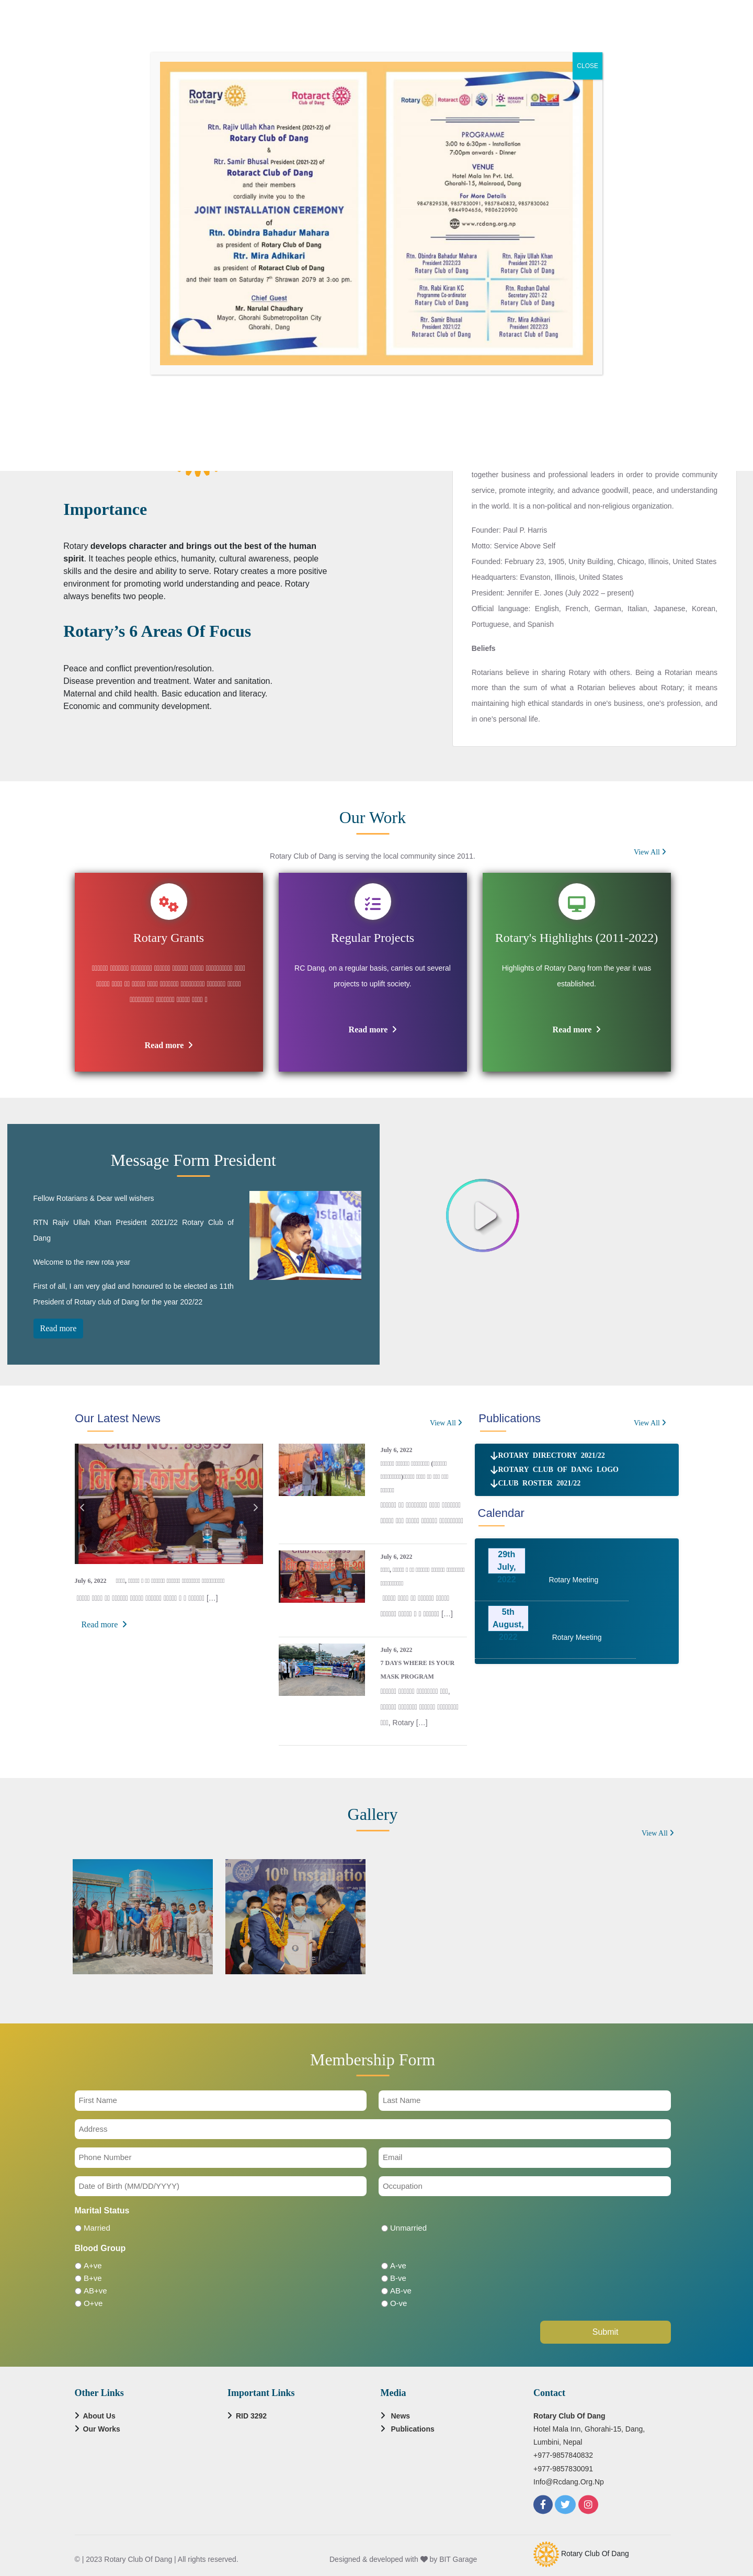 CLOSE
Rotary
Club of Dang
Rotaract
Club of Dang
Rtn. Rajiv Ullah Khan President (2021-22) of
Rotary Club of Dang
&
Rtr. Samir Bhusal President (2021-22) of
Rotaract Club of Dang
and their members
cordially invite you to the
JOINT INSTALLATION CEREMONY
of
Rtn. Obindra Bahadur Mahara
as president of Rotary Club of Dang
Rtr. Mira Adhikari
as president of Rotaract Club of Dang
and their team on Saturday 7th Shrawan 2079 at 3:00 pm.
Chief Guest
Mr. Narulal Chaudhary
Mayor, Ghorahi Submetropolitan City
Ghorahi, Dang
Rotary
Rotaract
PROGRAMME
3:00 to 6:30pm - Installation
7:00pm onwards - Dinner
VENUE
Hotel Mala Inn Pvt. Ltd.
Ghorahi-15, Mainroad, Dang
For More Details
9847829538, 9857830091, 9857840832, 9857830062
9844904656, 9806220998
www.rcdang.org.np
Rtn. Obindra Bahadur Mahara
President 2022/23
Rotary Club of Dang
Rtn. Rajiv Ullah Khan
President 2021-22
Rotary Club of Dang
Rtn. Rabi Kiran KC
Programme Co-ordinator
Rotary Club of Dang
Rtn. Roshan Dahal
Secretary 2021-22
Rotary Club of Dang
Rtr. Samir Bhusal
President 2021/22
Rotaract Club of Dang
Rtr. Mira Adhikari
President 2022/23
Rotaract Club of Dang
together business and professional leaders in order to provide community
service, promote integrity, and advance goodwill, peace, and understanding
in the world. It is a non-political and non-religious organization.
Founder: Paul P. Harris
Motto: Service Above Self
Founded: February 23, 1905, Unity Building, Chicago, Illinois, United States
Headquarters: Evanston, Illinois, United States
President: Jennifer E. Jones (July 2022 – present)
Official language: English, French, German, Italian, Japanese, Korean,
Portuguese, and Spanish
Beliefs
Rotarians believe in sharing Rotary with others. Being a Rotarian means
more than the sum of what a Rotarian believes about Rotary; it means
maintaining high ethical standards in one's business, one's profession, and
in one's personal life.
Importance
Rotary develops character and brings out the best of the human
spirit. It teaches people ethics, humanity, cultural awareness, people
skills and the desire and ability to serve. Rotary creates a more positive
environment for promoting world understanding and peace. Rotary
always benefits two people.
Rotary's 6 Areas Of Focus
Peace and conflict prevention/resolution.
Disease prevention and treatment. Water and sanitation.
Maternal and child health. Basic education and literacy.
Economic and community development.
Our Work
Rotary Club of Dang is serving the local community since 2011.
View All
Rotary Grants
Read more
Regular Projects
RC Dang, on a regular basis, carries out several
projects to uplift society.
Read more
Rotary's Highlights (2011-2022)
Highlights of Rotary Dang from the year it was
established.
Read more
Message Form President
Fellow Rotarians & Dear well wishers
RTN Rajiv Ullah Khan President 2021/22 Rotary Club of
Dang
Welcome to the new rota year
First of all, I am very glad and honoured to be elected as 11th
President of Rotary club of Dang for the year 202/22
Read more
Our Latest News
View All
Club No.: 85999
July 6, 2022
[…]
Read more
July 6, 2022
July 6, 2022
[…]
July 6, 2022
7 DAYS WHERE IS YOUR
MASK PROGRAM
, Rotary […]
Publications
View All
ROTARY DIRECTORY 2021/22
ROTARY CLUB OF DANG LOGO
CLUB ROSTER 2021/22
Calendar
29th
July,
2022
Rotary Meeting
5th
August,
2022
Rotary Meeting
Gallery
View All
10th Installation
Membership Form
First Name
Last Name
Address
Phone Number
Email
Date of Birth (MM/DD/YYYY)
Occupation
Marital Status
Married
Unmarried
Blood Group
A+ve
A-ve
B+ve
B-ve
AB+ve
AB-ve
O+ve
O-ve
Submit
Other Links
About Us
Our Works
Important Links
RID 3292
Media
News
Publications
Contact
Rotary Club Of Dang
Hotel Mala Inn, Ghorahi-15, Dang,
Lumbini, Nepal
+977-9857840832
+977-9857830091
Info@Rcdang.Org.Np
© | 2023 Rotary Club Of Dang | All rights reserved.
Designed & developed with ❤ by BIT Garage
Rotary Club Of Dang